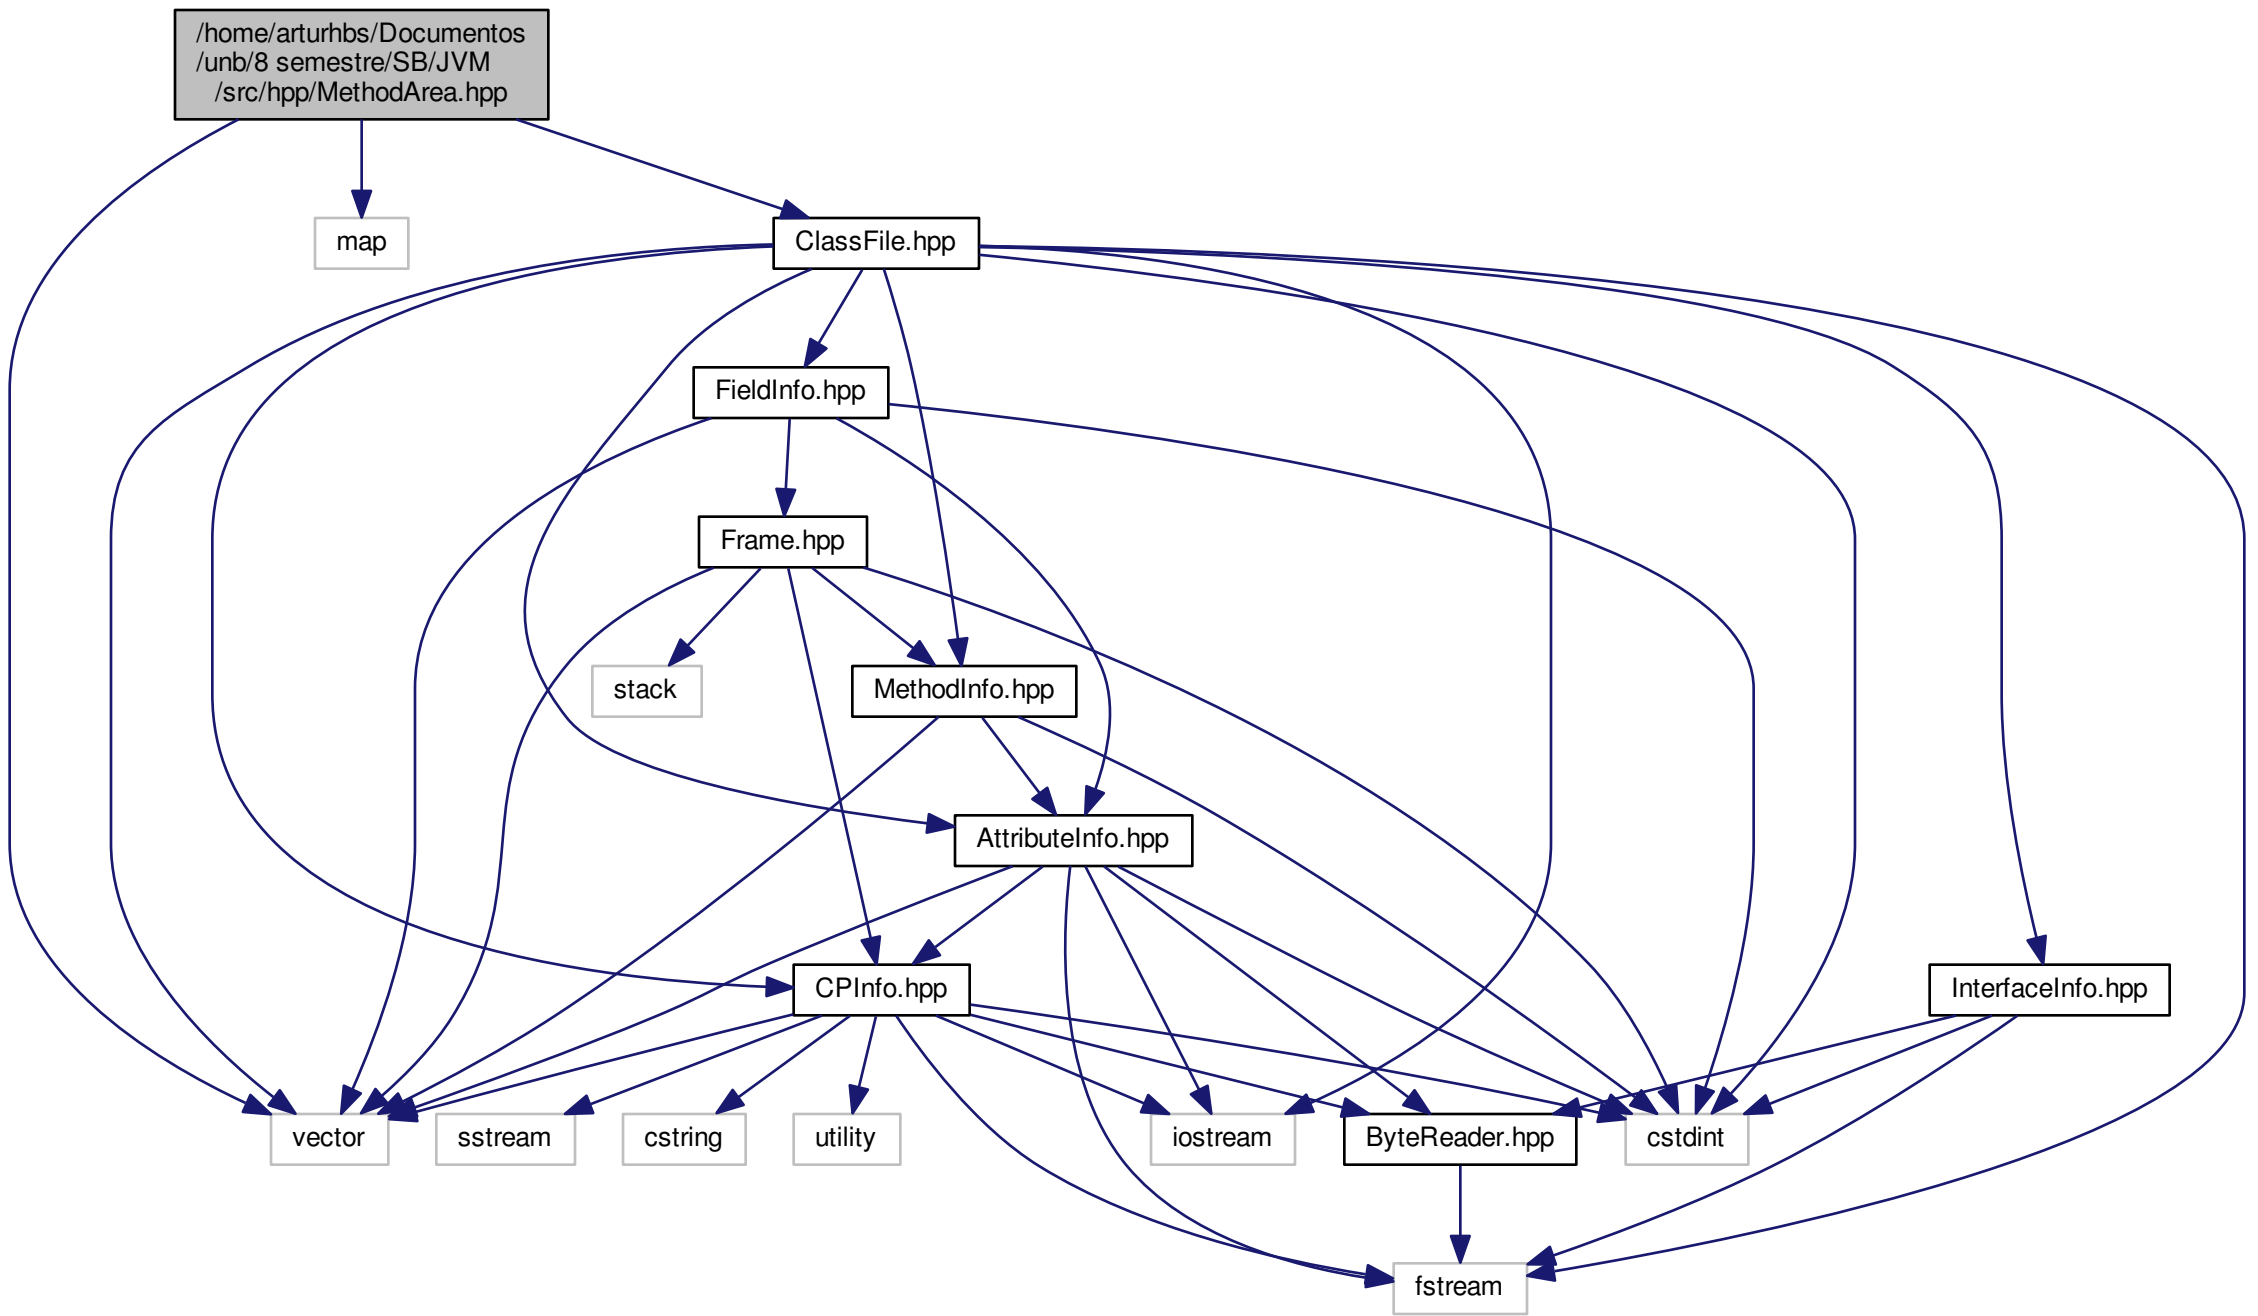 /home/arturhbs/Documentos
/unb/8 semestre/SB/JVM
/src/hpp/MethodArea.hpp
map
ClassFile.hpp
FieldInfo.hpp
Frame.hpp
stack
MethodInfo.hpp
AttributeInfo.hpp
CPInfo.hpp
InterfaceInfo.hpp
vector
sstream
cstring
utility
iostream
ByteReader.hpp
cstdint
fstream